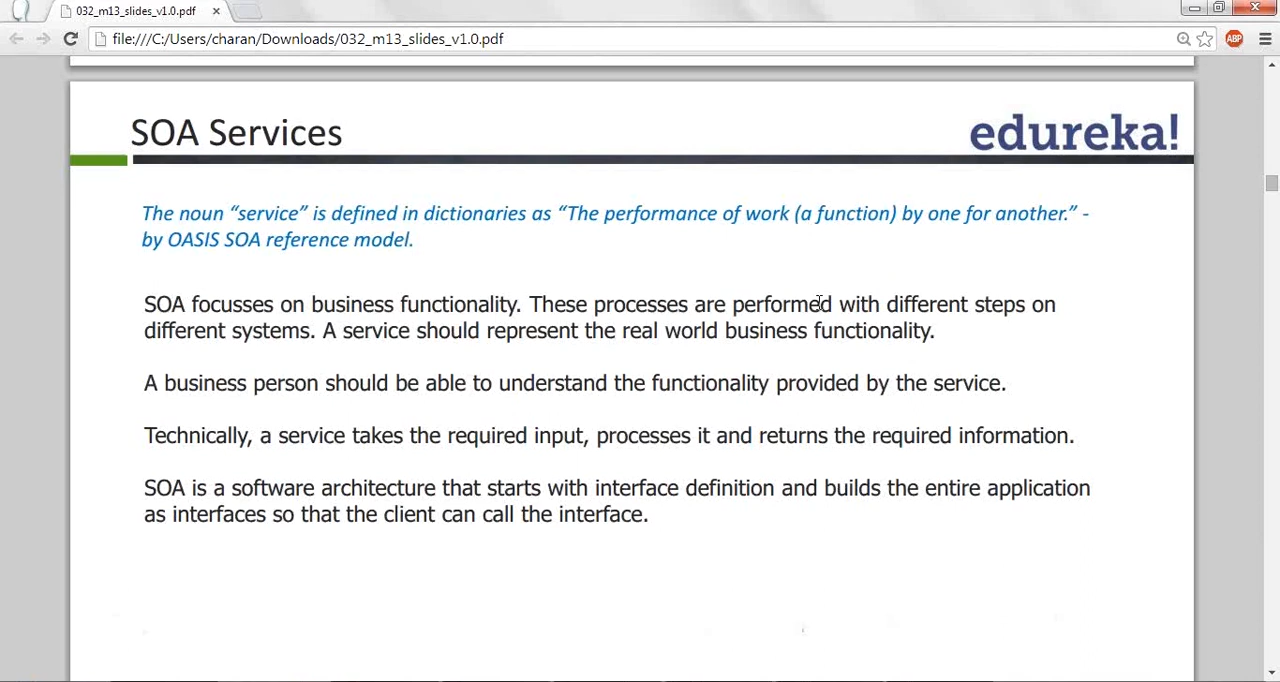 032_m13_slides_v1.0.pdf
file:///C:/Users/charan/Downloads/032_m13_slides_v1.0.pdf
ABP
SOA Services
edureka!
The noun “service” is defined in dictionaries as “The performance of work (a function) by one for another.” -
by OASIS SOA reference model.
SOA focusses on business functionality. These processes are performed with different steps on
different systems. A service should represent the real world business functionality.
A business person should be able to understand the functionality provided by the service.
Technically, a service takes the required input, processes it and returns the required information.
SOA is a software architecture that starts with interface definition and builds the entire application
as interfaces so that the client can call the interface.